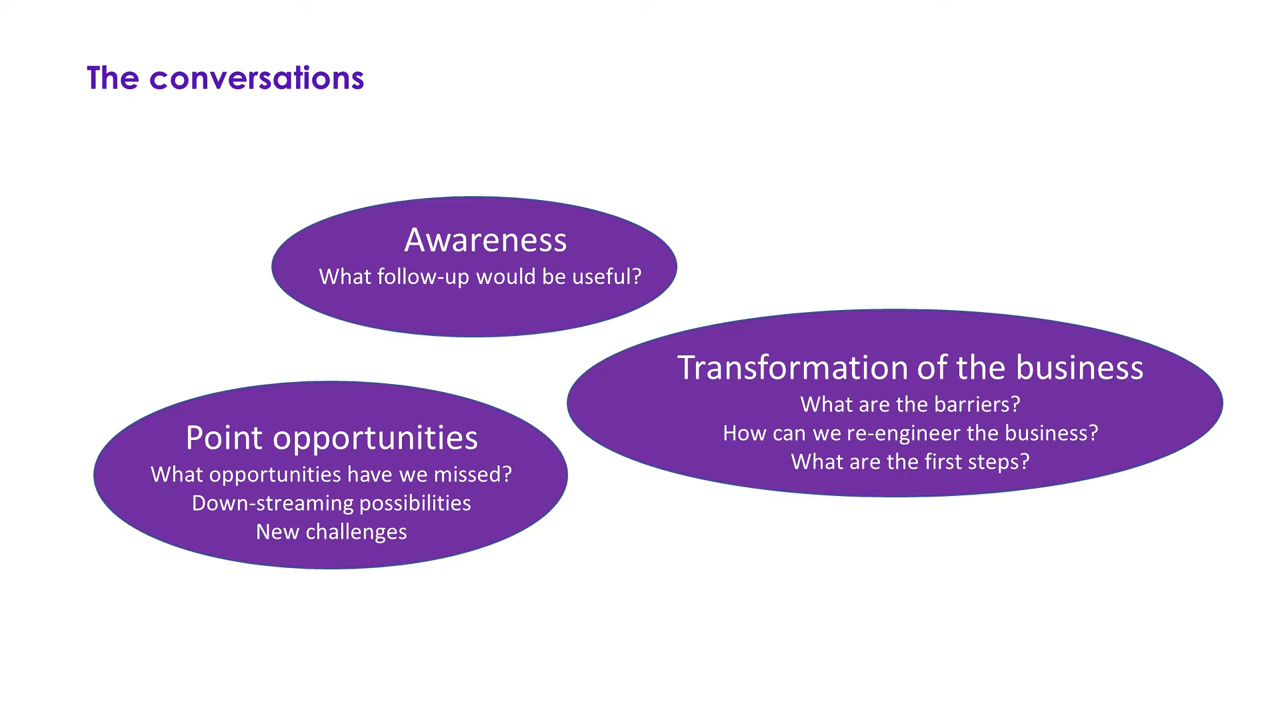 The conversations
Awareness
What follow-up would be useful?
Transformation of the business
What are the barriers?
How can we re-engineer the business?
What are the first steps?
Point opportunities
What opportunities have we missed?
Down-streaming possibilities
New challenges